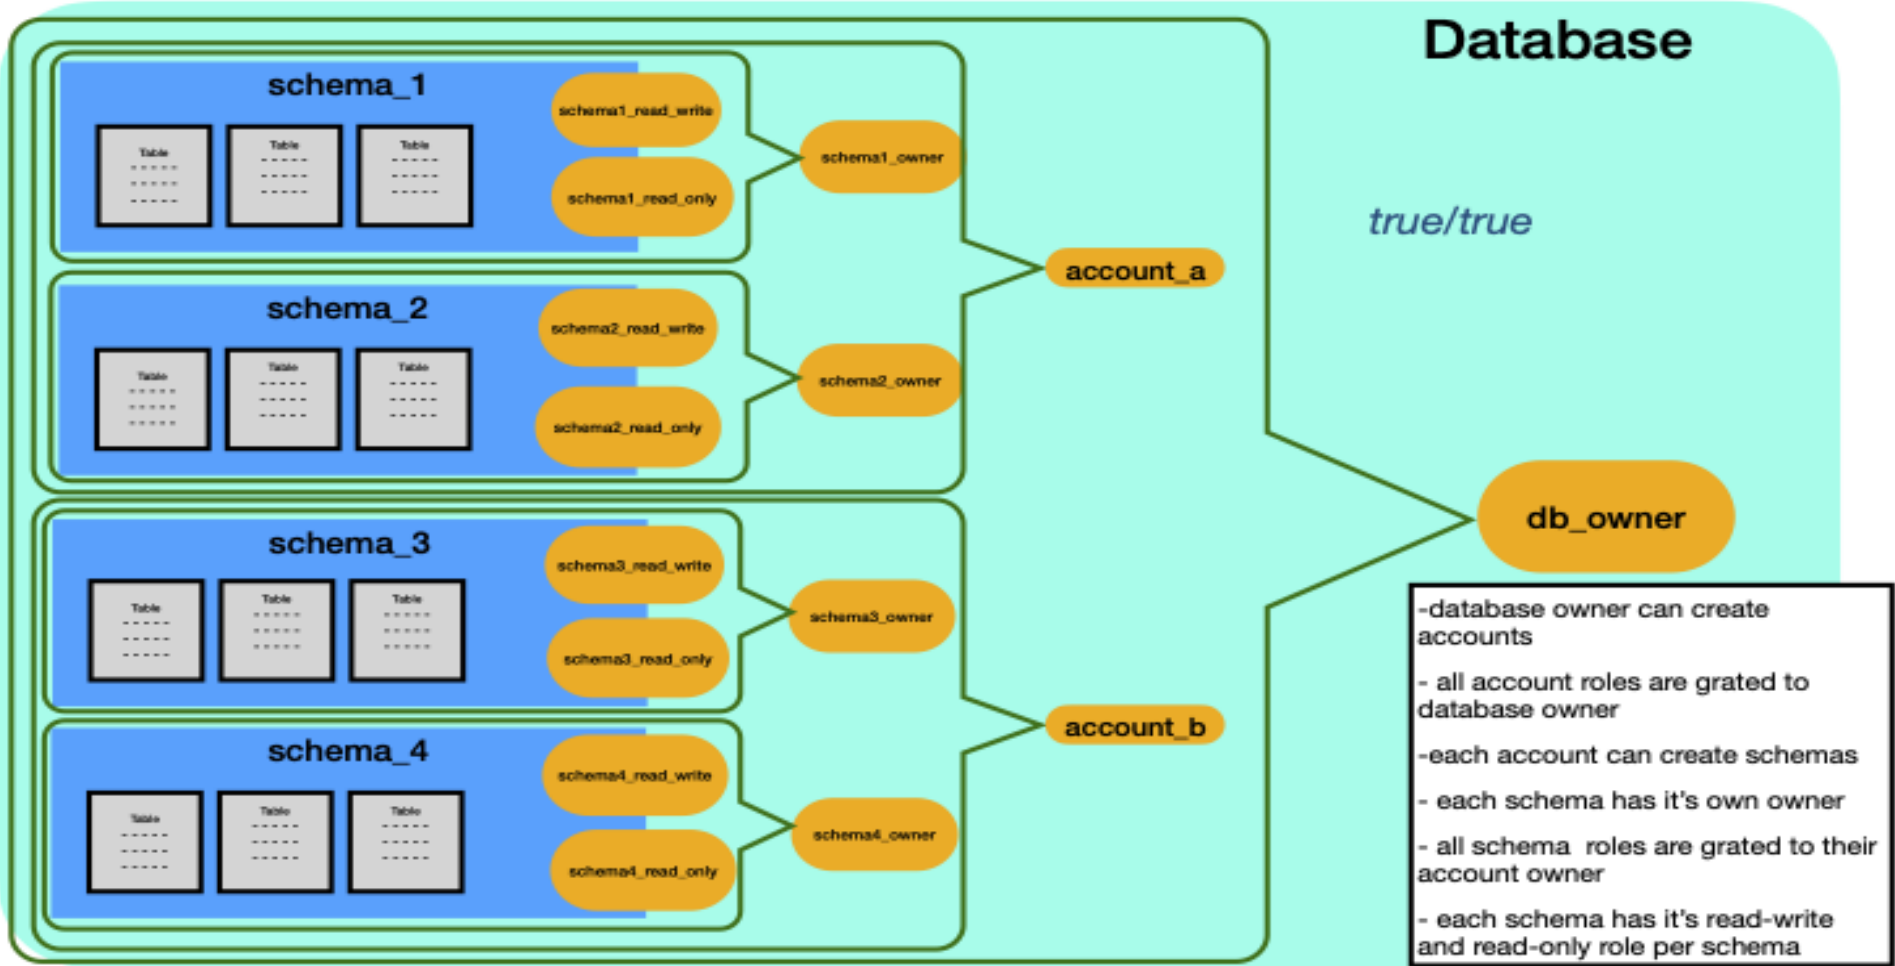 Database
true/true
schema_1
Table
Table
Table
schema1_read_write
schema1_read_only
schema1_owner
schema_2
Table
Table
Table
schema2_read_write
schema2_read_only
schema2_owner
account_a
schema_3
Table
Table
Table
schema3_read_write
schema3_read_only
schema3_owner
schema_4
Table
Table
Table
schema4_read_write
schema4_read_only
schema4_owner
account_b
db_owner
-database owner can create
accounts
- all account roles are grated to
database owner
-each account can create schemas
- each schema has it's own owner
- all schema  roles are grated to their
account owner
- each schema has it's read-write
and read-only role per schema